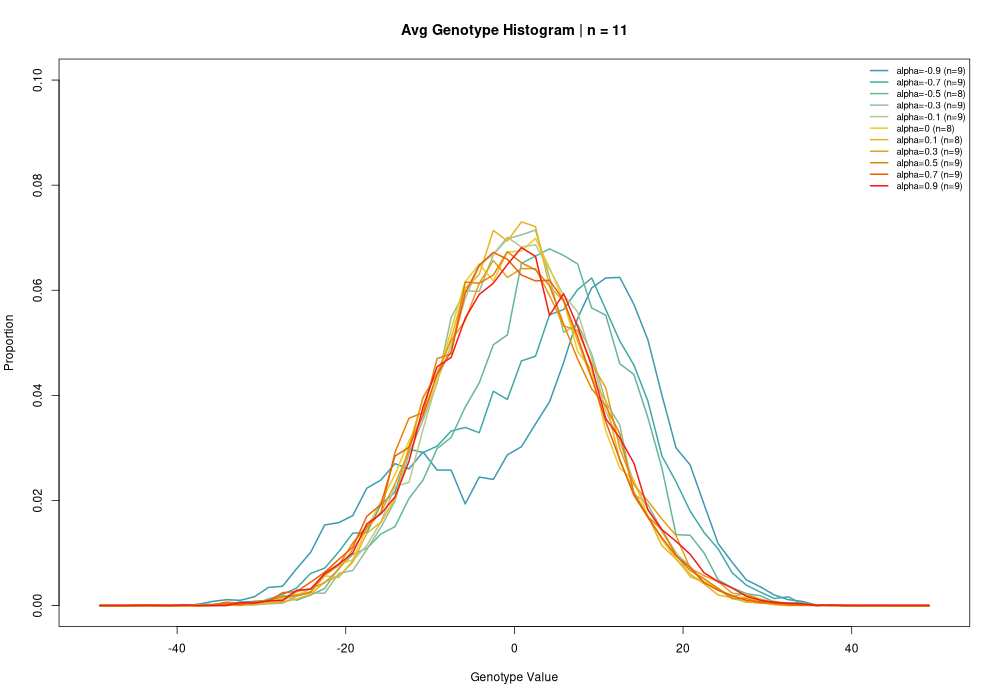 Avg Genotype Histogram | n = 11
alpha=-0.9 (n=9)
alpha=-0.7 (n=9)
alpha=-0.5 (n=8)
alpha=-0.3 (n=9)
alpha=-0.1 (n=9)
alpha=0 (n=8)
alpha=0.1 (n=8)
alpha=0.3 (n=9)
alpha=0.5 (n=9)
alpha=0.7 (n=9)
alpha=0.9 (n=9)
Proportion
0.10
0.08
0.06
0.04
0.02
0.00
-40 -20 0 20 40
Genotype Value